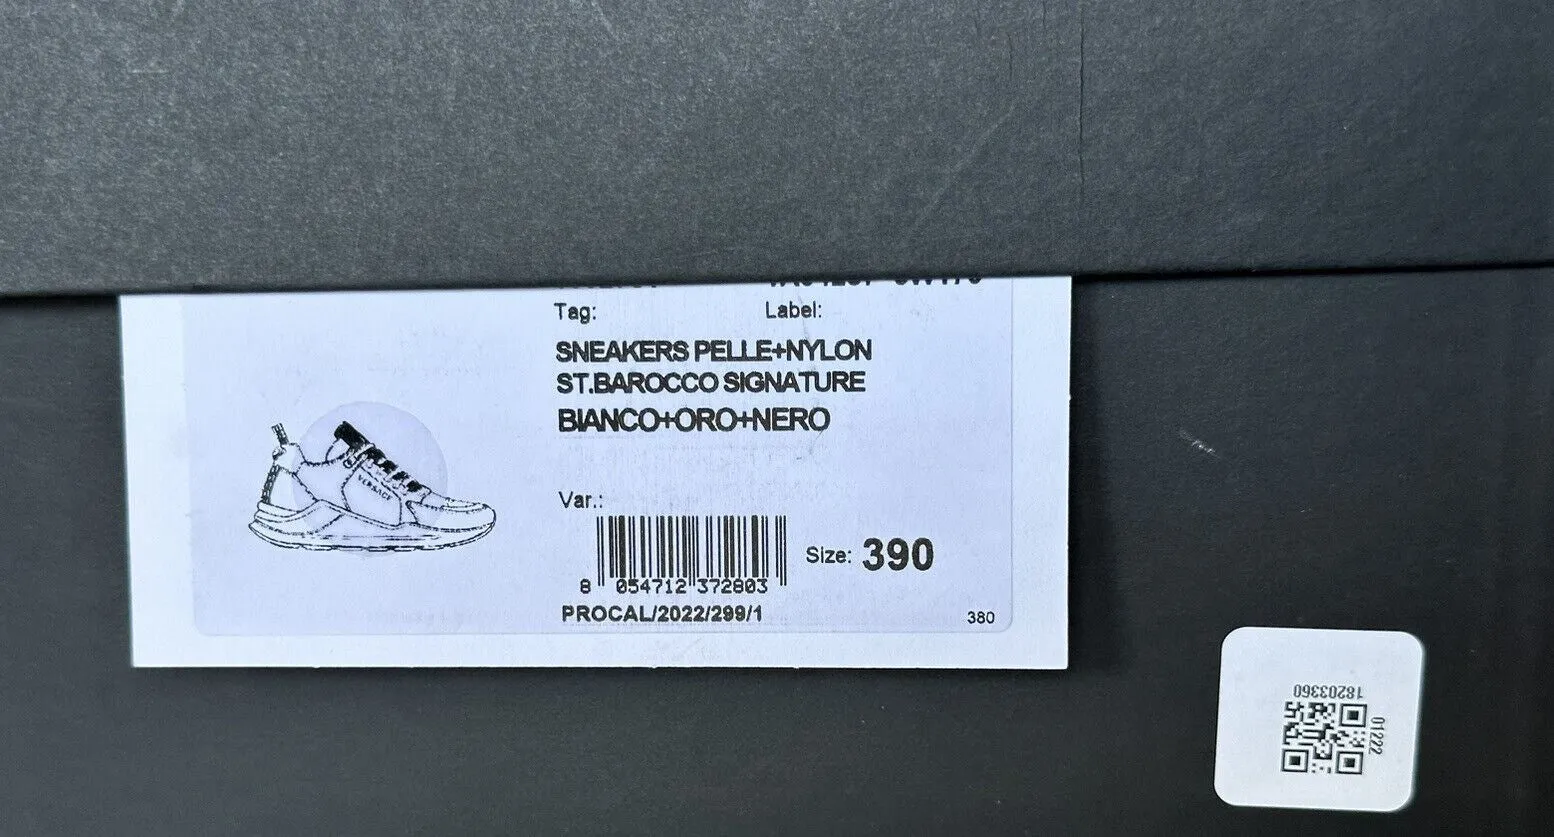 Tag: Label:
SNEAKERS PELLE+NYLON
ST.BAROCCO SIGNATURE
BIANCO+ORO+NERO
VERSACE
Var.:
Size: 390
8 054712 372803
PROCAL/2022/299/1
380
18203360
01222